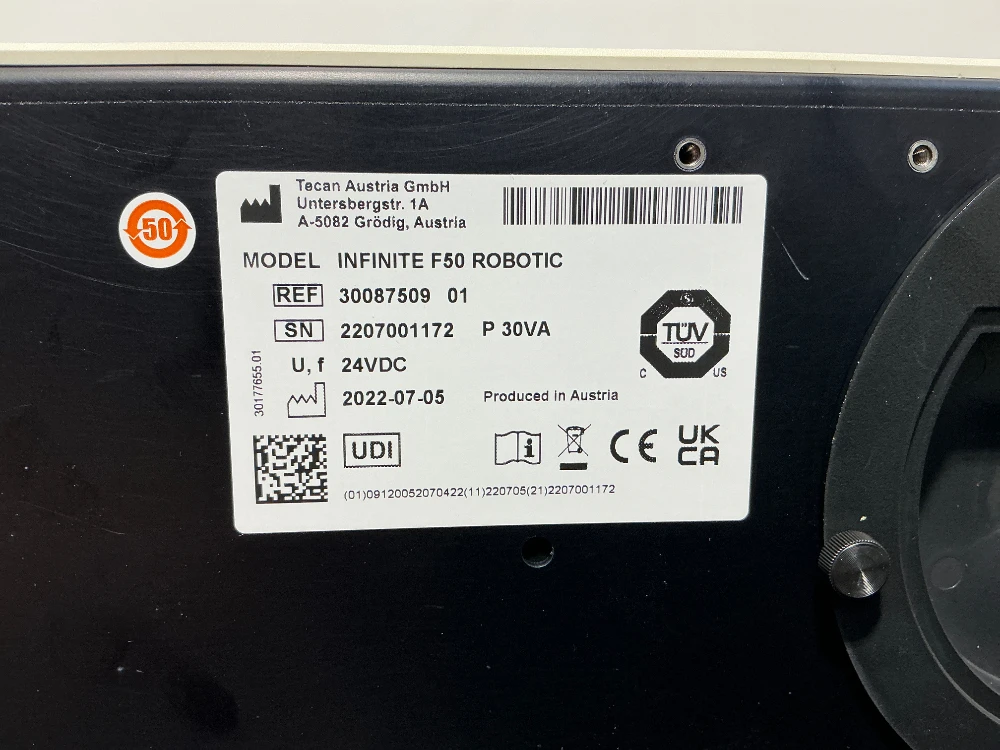 Tecan Austria GmbH
Untersbergstr. 1A
A-5082 Grödig, Austria
50
MODEL INFINITE F50 ROBOTIC
REF 30087509 01
SN 2207001172 P 30VA
U, f 24VDC
2022-07-05 Produced in Austria
30177655.01
S
TÜV
SÜD
C US
UDI
i
CE
UK
CA
(01)09120052070422(11)220705(21)2207001172